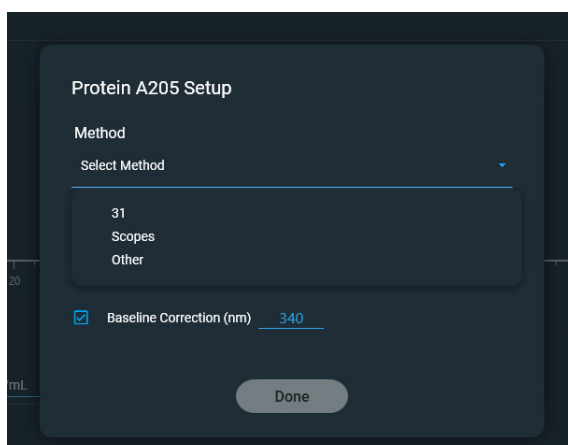 Protein A205 Setup
Method
Select Method
31
Scopes
Other
20
Baseline Correction (nm) 340
/mL
Done